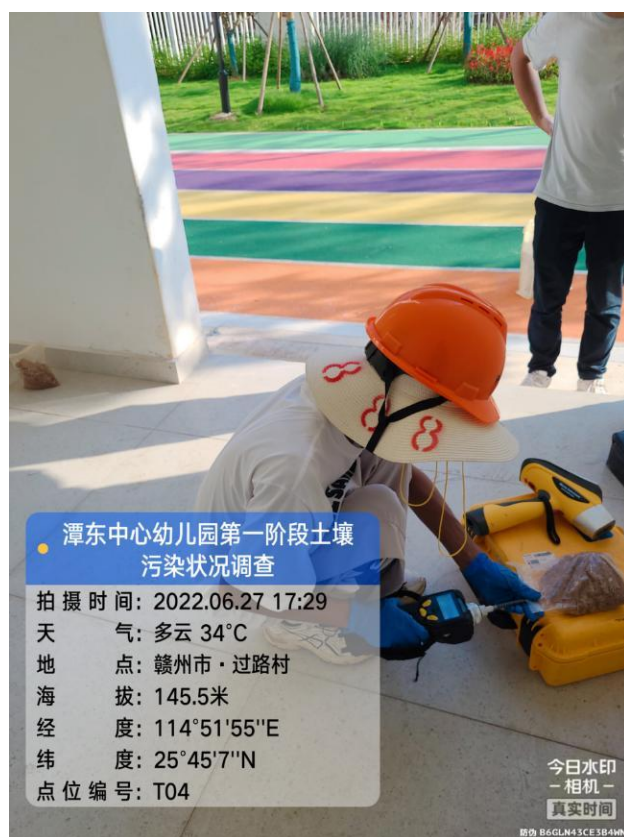 潭东中心幼儿园第一阶段土壤
污染状况调查
拍摄时间：2022.06.27 17:29
天气：多云 34°C
地点：赣州市·过路村
海拔：145.5米
经度：114°51'55"E
纬度：25°45'7"N
点位编号：T04
今日水印
-相机-
真实时间
防伪 B6GLN43CE3B4WH